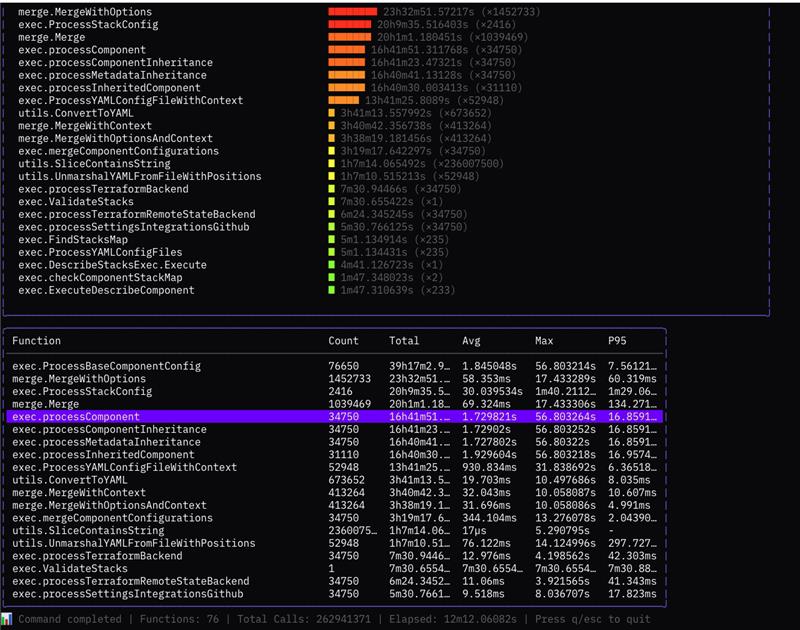 merge.MergeWithOptions 23h32m51.57217s (×1452733)
exec.ProcessStackConfig 20h9m35.516403s (×2416)
merge.Merge 20h1m1.180451s (×1039469)
exec.processComponent 16h41m51.311768s (×34750)
exec.processComponentInheritance 16h41m23.47321s (×34750)
exec.processMetadataInheritance 16h40m41.13128s (×34750)
exec.processInheritedComponent 16h40m30.003413s (×31110)
exec.ProcessYAMLConfigFileWithContext 13h41m25.8089s (×52948)
utils.ConvertToYAML 3h41m13.557992s (×673652)
merge.MergeWithContext 3h40m42.356738s (×413264)
merge.MergeWithOptionsAndContext 3h38m19.181456s (×413264)
exec.mergeComponentConfigurations 3h19m17.642297s (×34750)
utils.SliceContainsString 1h7m14.065492s (×236007500)
utils.UnmarshalYAMLFromFileWithPositions 1h7m10.515213s (×52948)
exec.processTerraformBackend 7m30.94466s (×34750)
exec.ValidateStacks 7m30.655422s (×1)
exec.processTerraformRemoteStateBackend 6m24.345245s (×34750)
exec.processSettingsIntegrationsGithub 5m30.766125s (×34750)
exec.FindStacksMap 5m1.134914s (×235)
exec.ProcessYAMLConfigFiles 5m1.134431s (×235)
exec.DescribeStacksExec.Execute 4m41.126723s (×1)
exec.checkComponentStackMap 1m47.348023s (×2)
exec.ExecuteDescribeComponent 1m47.310639s (×233)
Function Count Total Avg Max P95
exec.ProcessBaseComponentConfig 76650 39h17m2.9… 1.845048s 56.803214s 7.56121…
merge.MergeWithOptions 1452733 23h32m51.… 58.353ms 17.433289s 60.319ms
exec.ProcessStackConfig 2416 20h9m35.5… 30.039534s 1m40.2112… 1m29.06…
merge.Merge 1039469 20h1m1.18… 69.324ms 17.433306s 134.271…
exec.processComponent 34750 16h41m51.… 1.729821s 56.803264s 16.8591…
exec.processComponentInheritance 34750 16h41m23.… 1.72902s 56.803252s 16.8591…
exec.processMetadataInheritance 34750 16h40m41.… 1.727802s 56.80322s 16.8591…
exec.processInheritedComponent 31110 16h40m30.… 1.929604s 56.803218s 16.9574…
exec.ProcessYAMLConfigFileWithContext 52948 13h41m25.… 930.834ms 31.838692s 6.36518…
utils.ConvertToYAML 673652 3h41m13.5… 19.703ms 10.497686s 8.035ms
merge.MergeWithContext 413264 3h40m42.3… 32.043ms 10.058087s 10.607ms
merge.MergeWithOptionsAndContext 413264 3h38m19.1… 31.696ms 10.058086s 4.991ms
exec.mergeComponentConfigurations 34750 3h19m17.6… 344.104ms 13.276078s 2.04390…
utils.SliceContainsString 2360075… 1h7m14.06… 17µs 5.290795s -
utils.UnmarshalYAMLFromFileWithPositions 52948 1h7m10.51… 76.122ms 14.124996s 297.727…
exec.processTerraformBackend 34750 7m30.9446… 12.976ms 4.198562s 42.303ms
exec.ValidateStacks 1 7m30.6554… 7m30.6554… 7m30.6554… 7m30.88…
exec.processTerraformRemoteStateBackend 34750 6m24.3452… 11.06ms 3.921565s 41.343ms
exec.processSettingsIntegrationsGithub 34750 5m30.7661… 9.518ms 8.036707s 17.823ms
Command completed | Functions: 76 | Total Calls: 262941371 | Elapsed: 12m12.06082s | Press q/esc to quit